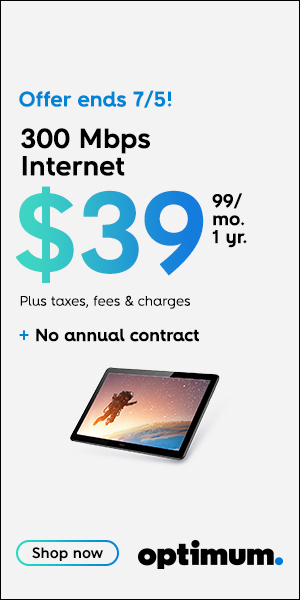 Offer ends 7/5!
300 Mbps
Internet
$39 99/
mo.
1 yr.
Plus taxes, fees & charges
+ No annual contract
Shop now
optimum.